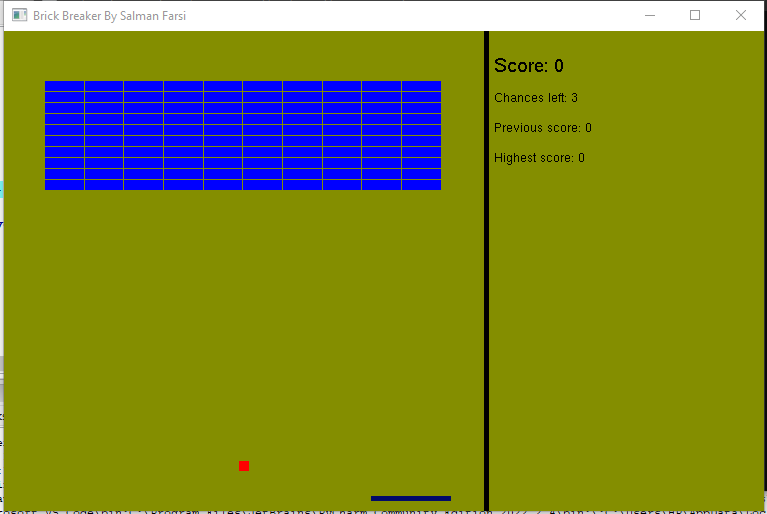 Brick Breaker By Salman Farsi
Score: 0
Chances left: 3
Previous score: 0
Highest score: 0